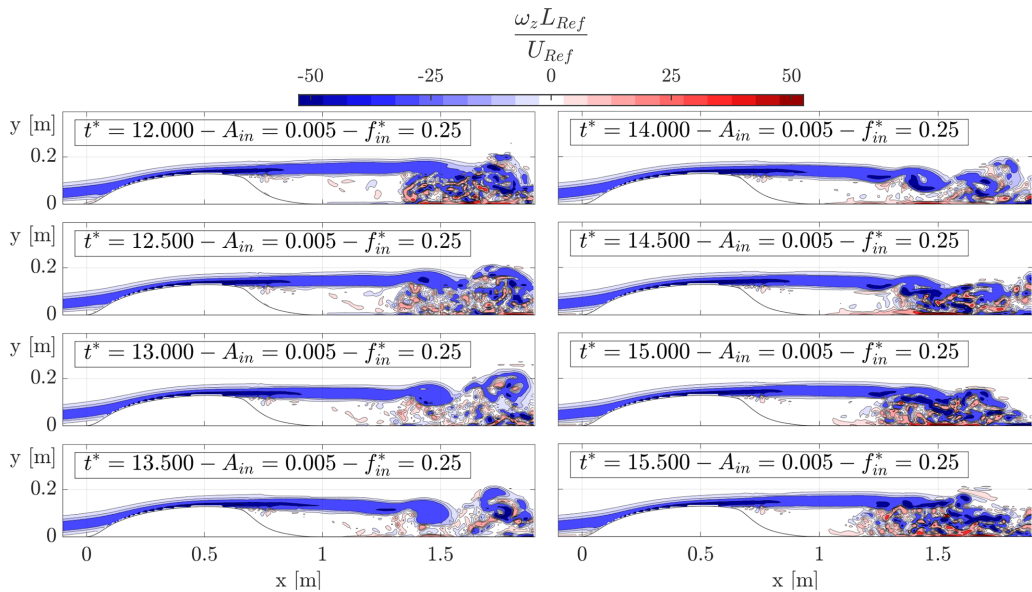 ω_z L_Ref
U_Ref
-50 -25 0 25 50
y [m] t* = 12.000 − A_in = 0.005 − f*_in = 0.25 t* = 14.000 − A_in = 0.005 − f*_in = 0.25
0.2
0
y [m] t* = 12.500 − A_in = 0.005 − f*_in = 0.25 t* = 14.500 − A_in = 0.005 − f*_in = 0.25
0.2
0
y [m] t* = 13.000 − A_in = 0.005 − f*_in = 0.25 t* = 15.000 − A_in = 0.005 − f*_in = 0.25
0.2
0
y [m] t* = 13.500 − A_in = 0.005 − f*_in = 0.25 t* = 15.500 − A_in = 0.005 − f*_in = 0.25
0.2
0
0 0.5 1 1.5 0 0.5 1 1.5
x [m] x [m]